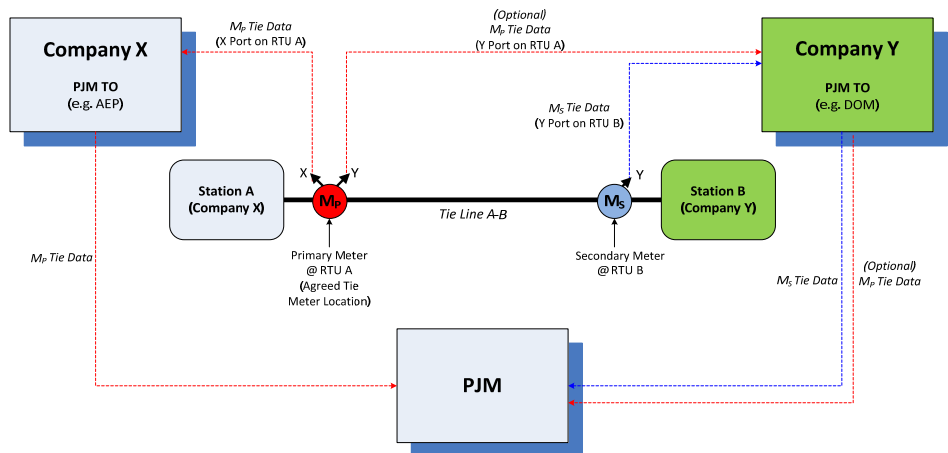 Company X
PJM TO
(e.g. AEP)
Mp Tie Data
(X Port on RTU A)
(Optional)
Mp Tie Data
(Y Port on RTU A)
Company Y
PJM TO
(e.g. DOM)
Ms Tie Data
(Y Port on RTU B)
X
Y
Y
Station A
(Company X)
MP
Tie Line A-B
MS
Station B
(Company Y)
Primary Meter
@ RTU A
(Agreed Tie
Meter Location)
Secondary Meter
@ RTU B
MP Tie Data
MS Tie Data
(Optional)
MP Tie Data
PJM